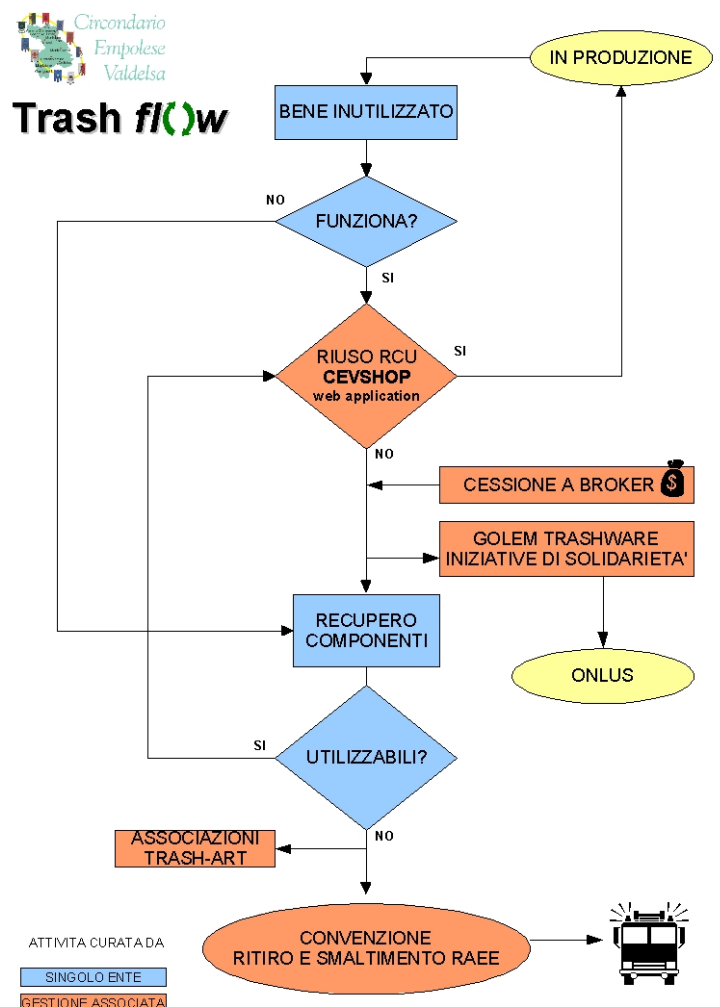 Circondario
Empolese
Valdelsa
Trash fl()w
IN PRODUZIONE
BENE INUTILIZZATO
NO
FUNZIONA?
SI
RIUSO RCU
CEVSHOP
web application
SI
NO
CESSIONE A BROKER
$
GOLEM TRASHWARE
INIZIATIVE DI SOLIDARIETA'
RECUPERO
COMPONENTI
ONLUS
SI
UTILIZZABILI?
NO
ASSOCIAZIONI
TRASH-ART
CONVENZIONE
RITIRO E SMALTIMENTO RAEE
ATTIVITA CURATA DA
SINGOLO ENTE
GESTIONE ASSOCIATA